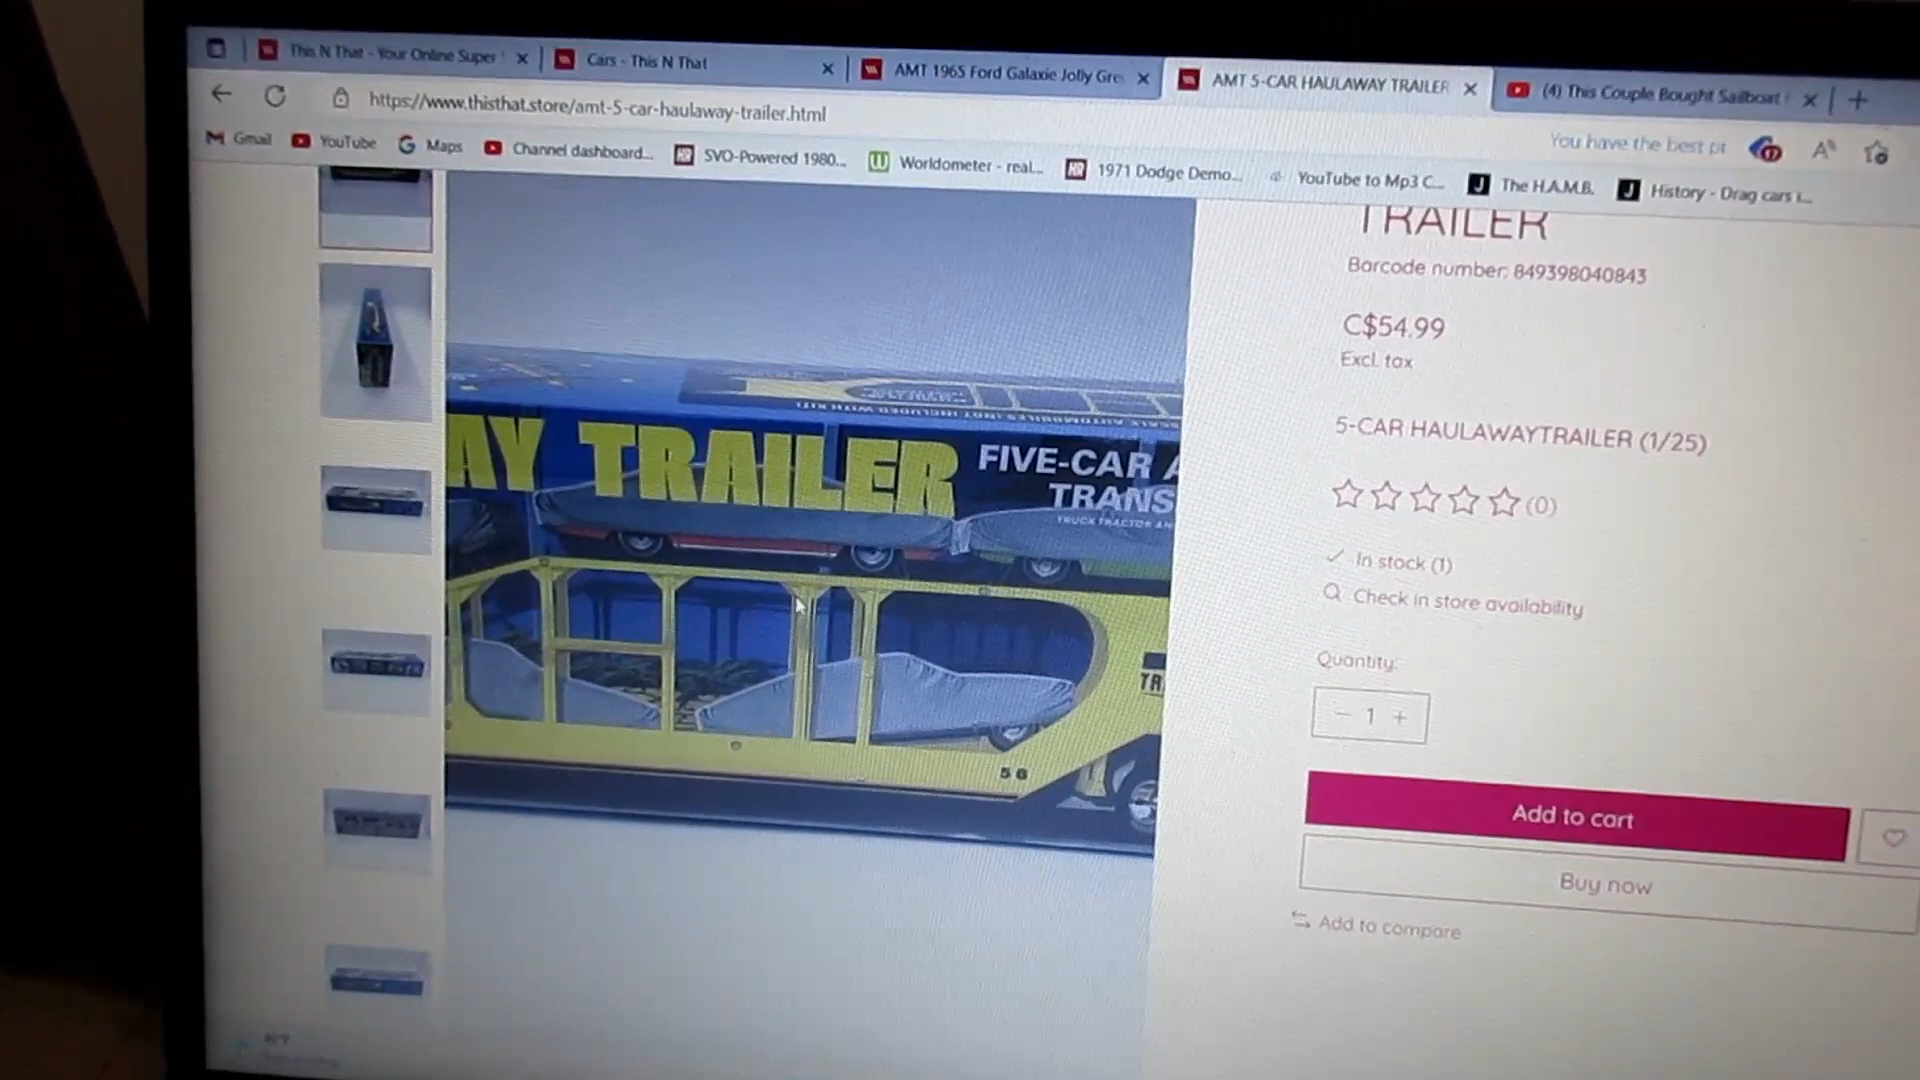 This N That - Your Online Super
Cars - This N That
AMT 1965 Ford Galaxie Jolly Gre
AMT 5-CAR HAULAWAY TRAILER
(4) This Couple Bought Sailboat
https://www.thisthat.store/amt-5-car-haulaway-trailer.html
You have the best pr
Gmail
YouTube
Maps
Channel dashboard...
SVO-Powered 1980...
Worldometer - real...
1971 Dodge Demo...
YouTube to Mp3 C...
The H.A.M.B.
History - Drag cars i...
TRAILER
Barcode number: 849398040843
C$54.99
Excl. tax
5-CAR HAULAWAYTRAILER (1/25)
(0)
In stock (1)
Check in store availability
Quantity:
- 1 +
Add to cart
Buy now
Add to compare
AY TRAILER
FIVE-CAR A
TRANS
TRUCK TRACTOR AN
TR
56